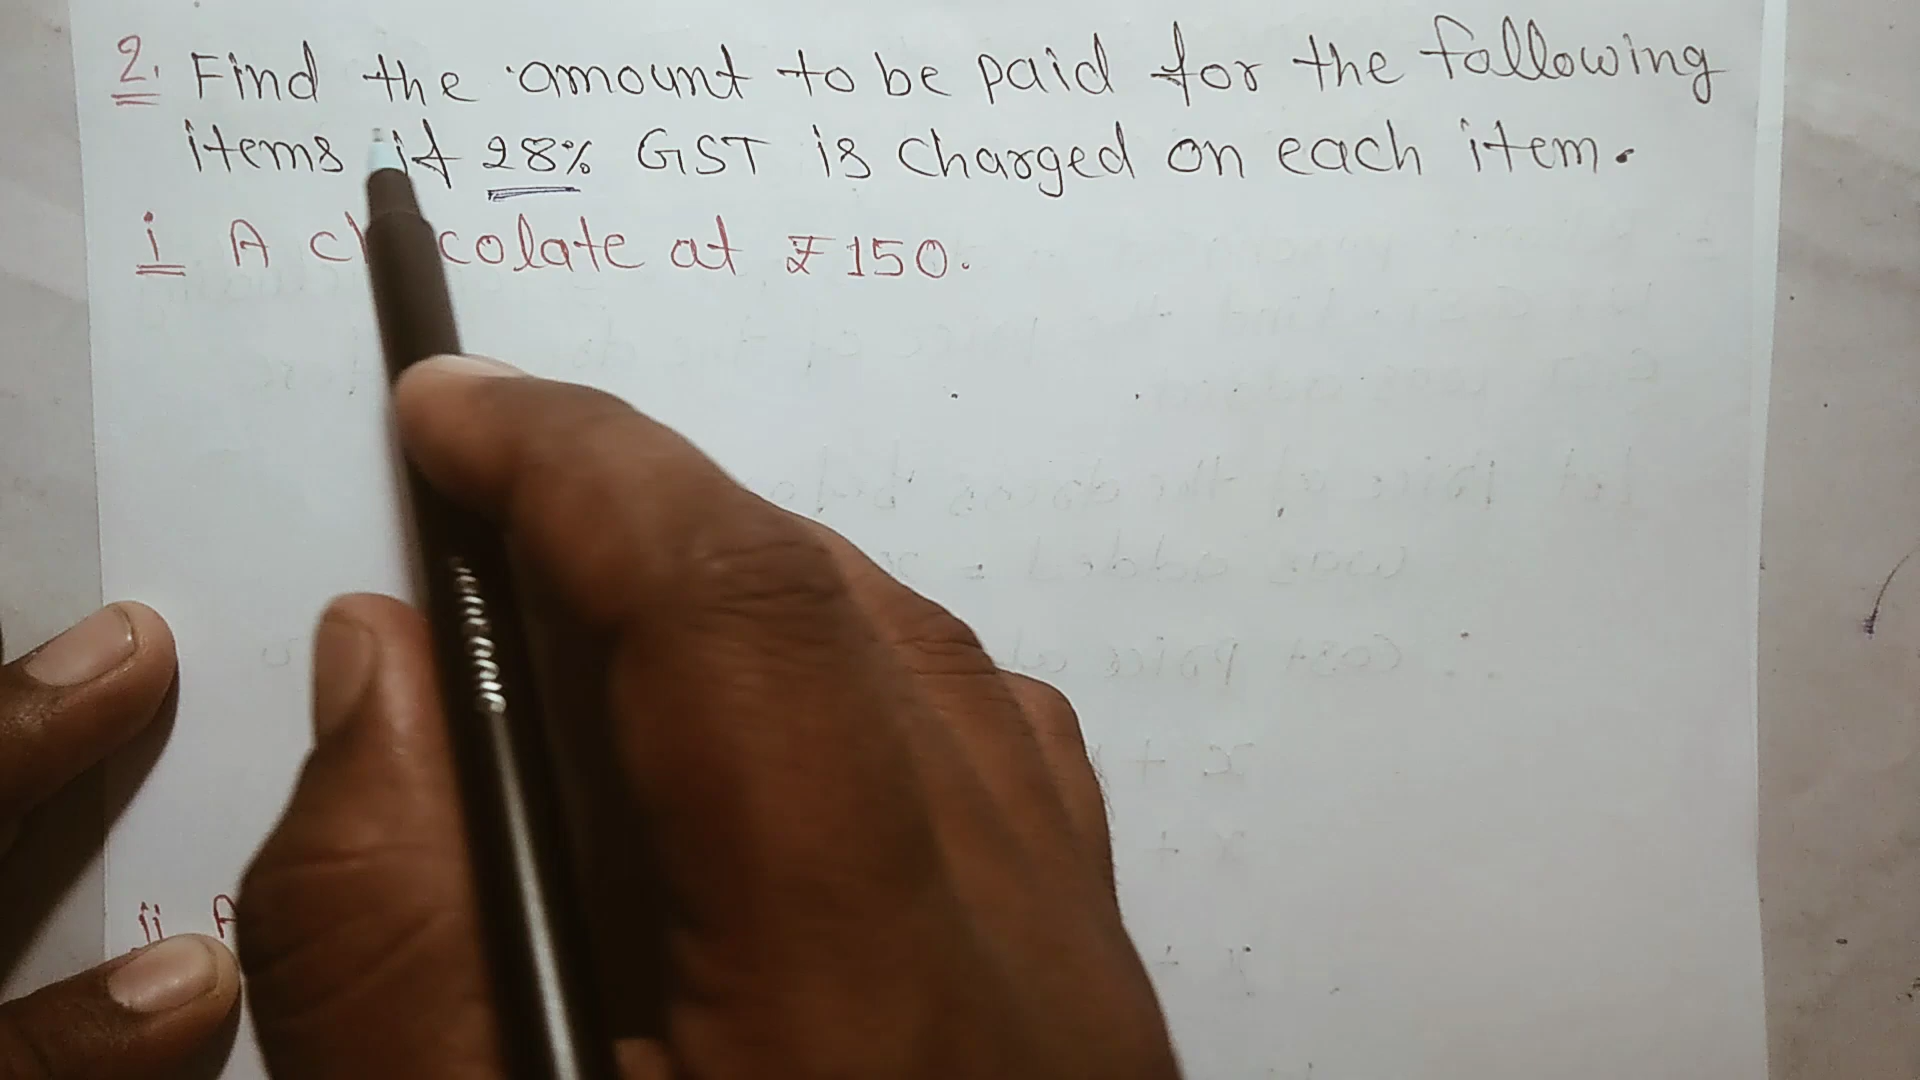 2. Find the amount to be paid for the following
items if 28% GST is charged on each item.
i A chocolate at ₹150.
ii A